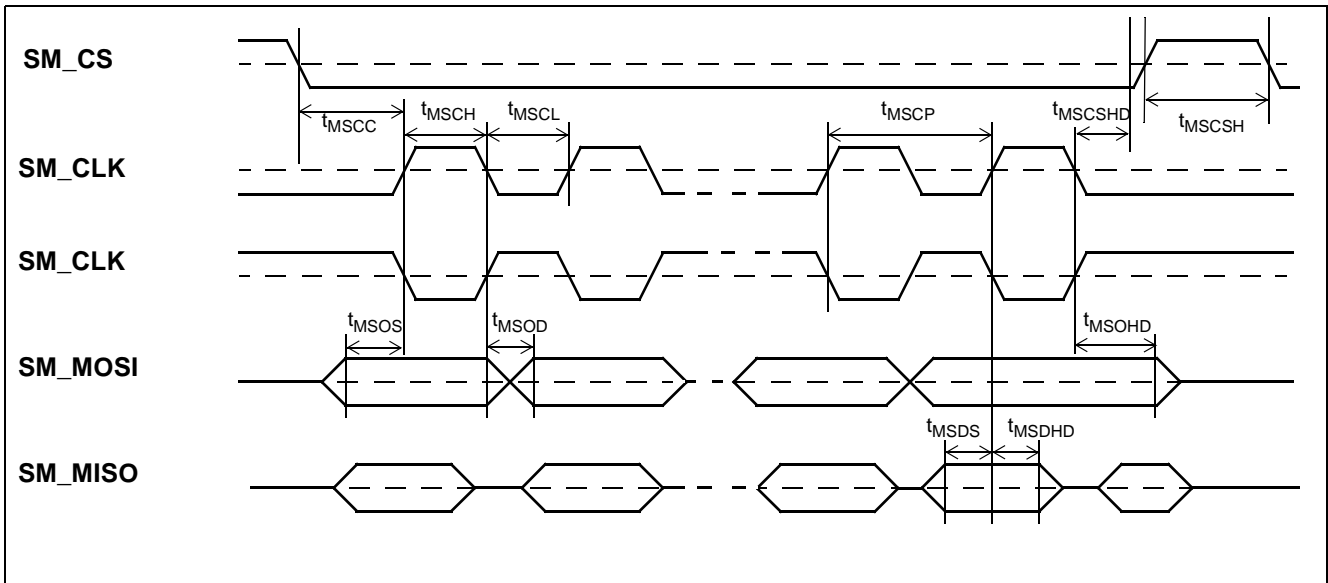 SM_CS
tMSCC
tMSCH
tMSCL
tMSCP
tMSCSHD
tMSCSH
SM_CLK
SM_CLK
tMSOS
tMSOD
tMSOHD
SM_MOSI
tMSDS
tMSDHD
SM_MISO